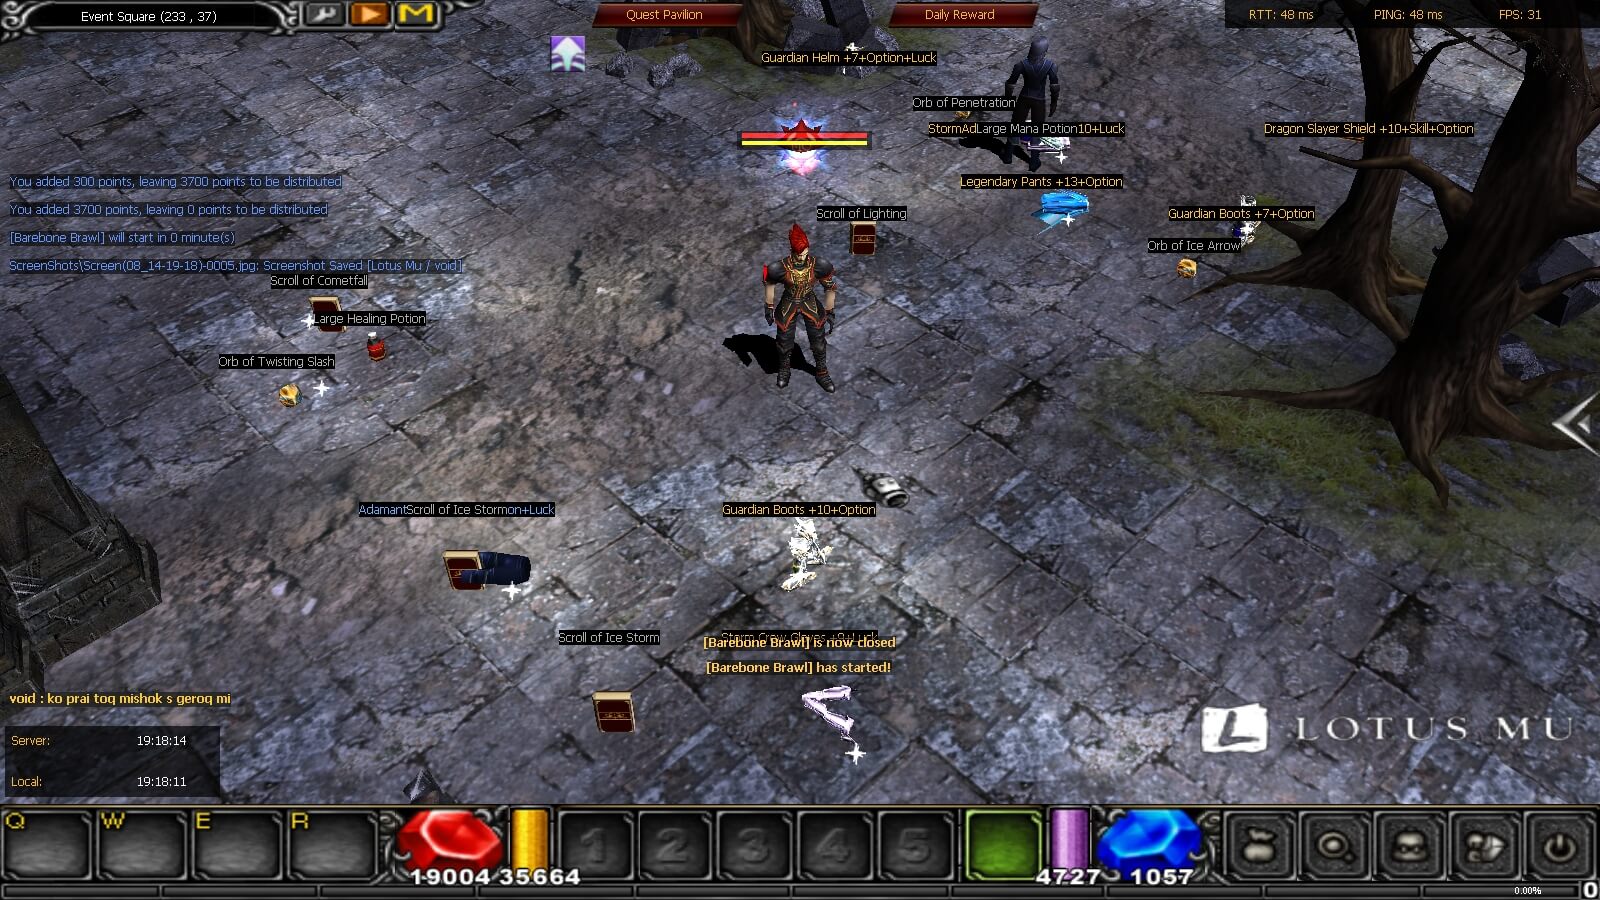 Event Square (233 , 37)
Quest Pavilion
Daily Reward
RTT: 48 ms
PING: 48 ms
FPS: 31
Guardian Helm +7+Option+Luck
Orb of Penetration
StormAdLarge Mana Potion10+Luck
Dragon Slayer Shield +10+Skill+Option
Legendary Pants +13+Option
You added 300 points, leaving 3700 points to be distributed
You added 3700 points, leaving 0 points to be distributed
Scroll of Lighting
Guardian Boots +7+Option
[Barebone Brawl] will start in 0 minute(s)
Orb of Ice Arrow
ScreenShots\Screen(08_14-19-18)-0005.jpg: Screenshot Saved [Lotus Mu / void]
Scroll of Cometfall
Large Healing Potion
Orb of Twisting Slash
AdamantScroll of Ice Stormon+Luck
Guardian Boots +10+Option
Scroll of Ice Storm
Storm Crow Gloves +9+Luck
[Barebone Brawl] is now closed
[Barebone Brawl] has started!
void : ko prai toq mishok s geroq mi
LOTUS MU
Server: 19:18:14
Local: 19:18:11
Q
W
E
R
1
2
3
4
5
19004
35664
4727
1057
0.00%
0